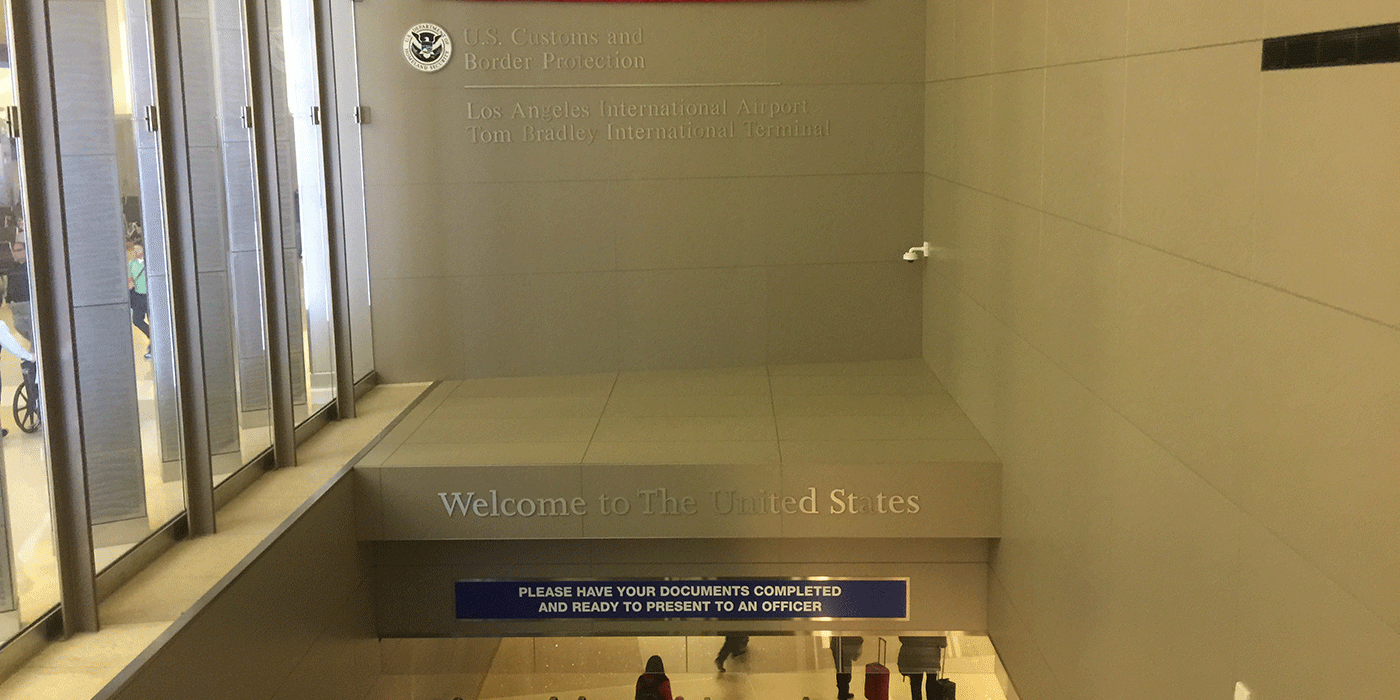 U.S. Customs and
Border Protection
Los Angeles International Airport
Tom Bradley International Terminal
Welcome to The United States
PLEASE HAVE YOUR DOCUMENTS COMPLETED
AND READY TO PRESENT TO AN OFFICER